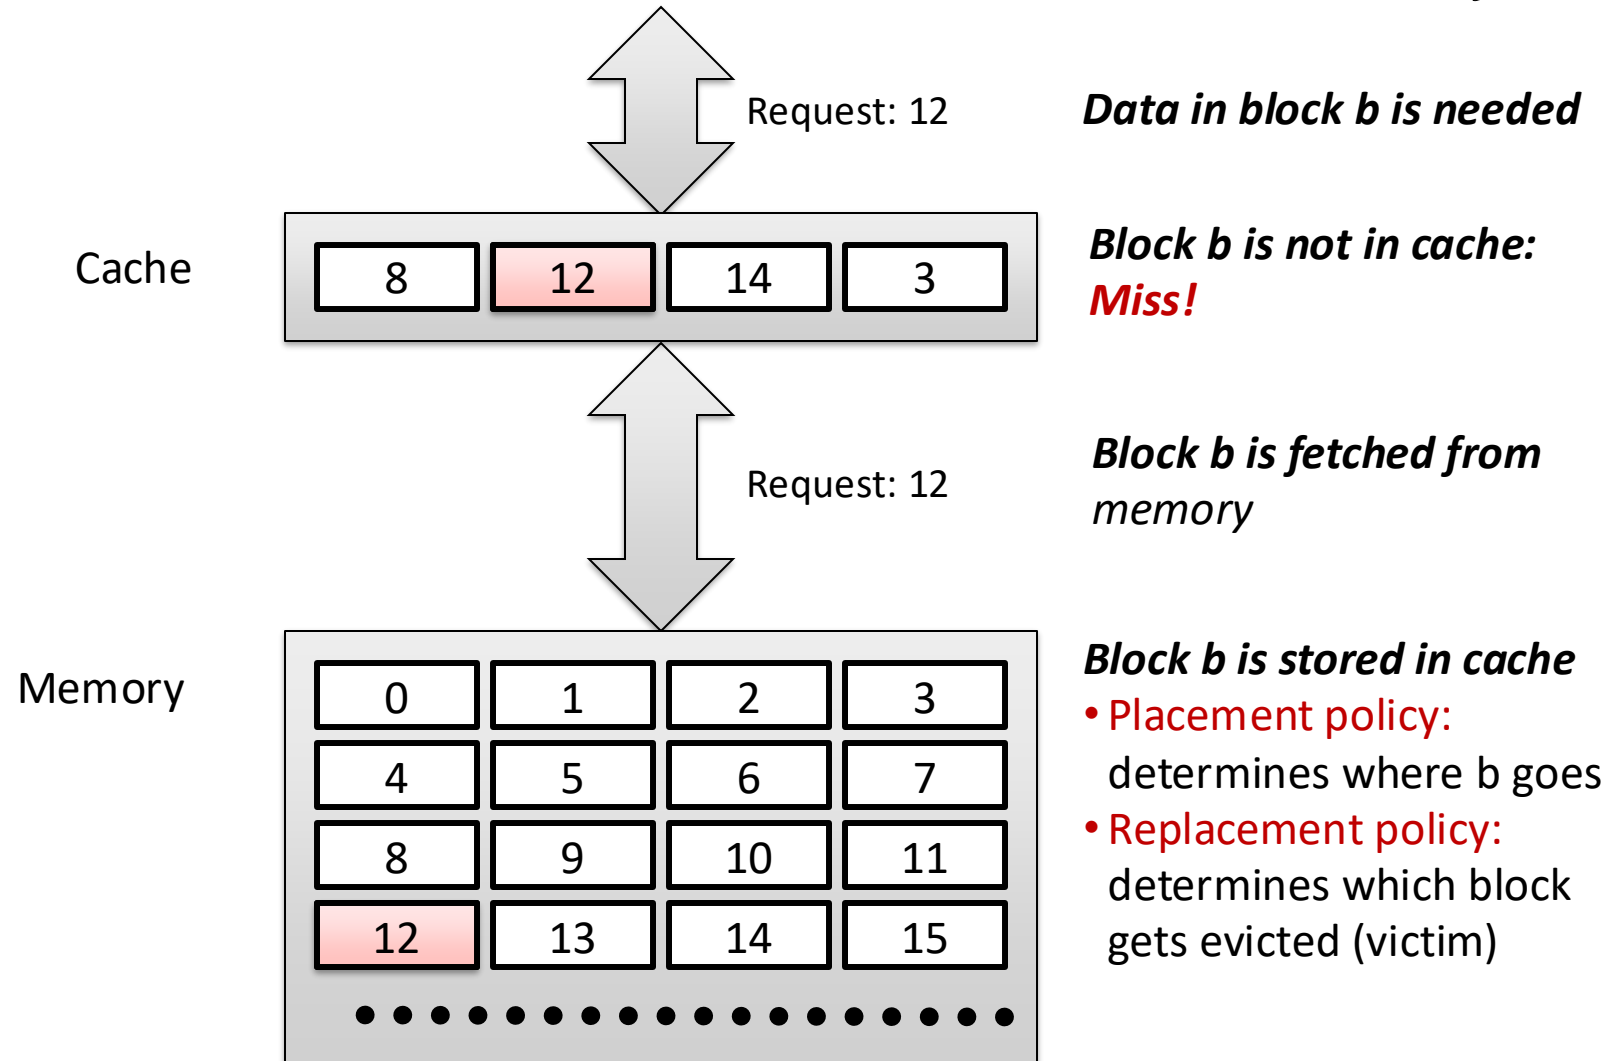 Request: 12
Data in block b is needed
Cache
8 12 14 3
Block b is not in cache:
Miss!
Request: 12
Block b is fetched from
memory
Memory
0 1 2 3
4 5 6 7
8 9 10 11
12 13 14 15
Block b is stored in cache
• Placement policy:
determines where b goes
• Replacement policy:
determines which block
gets evicted (victim)